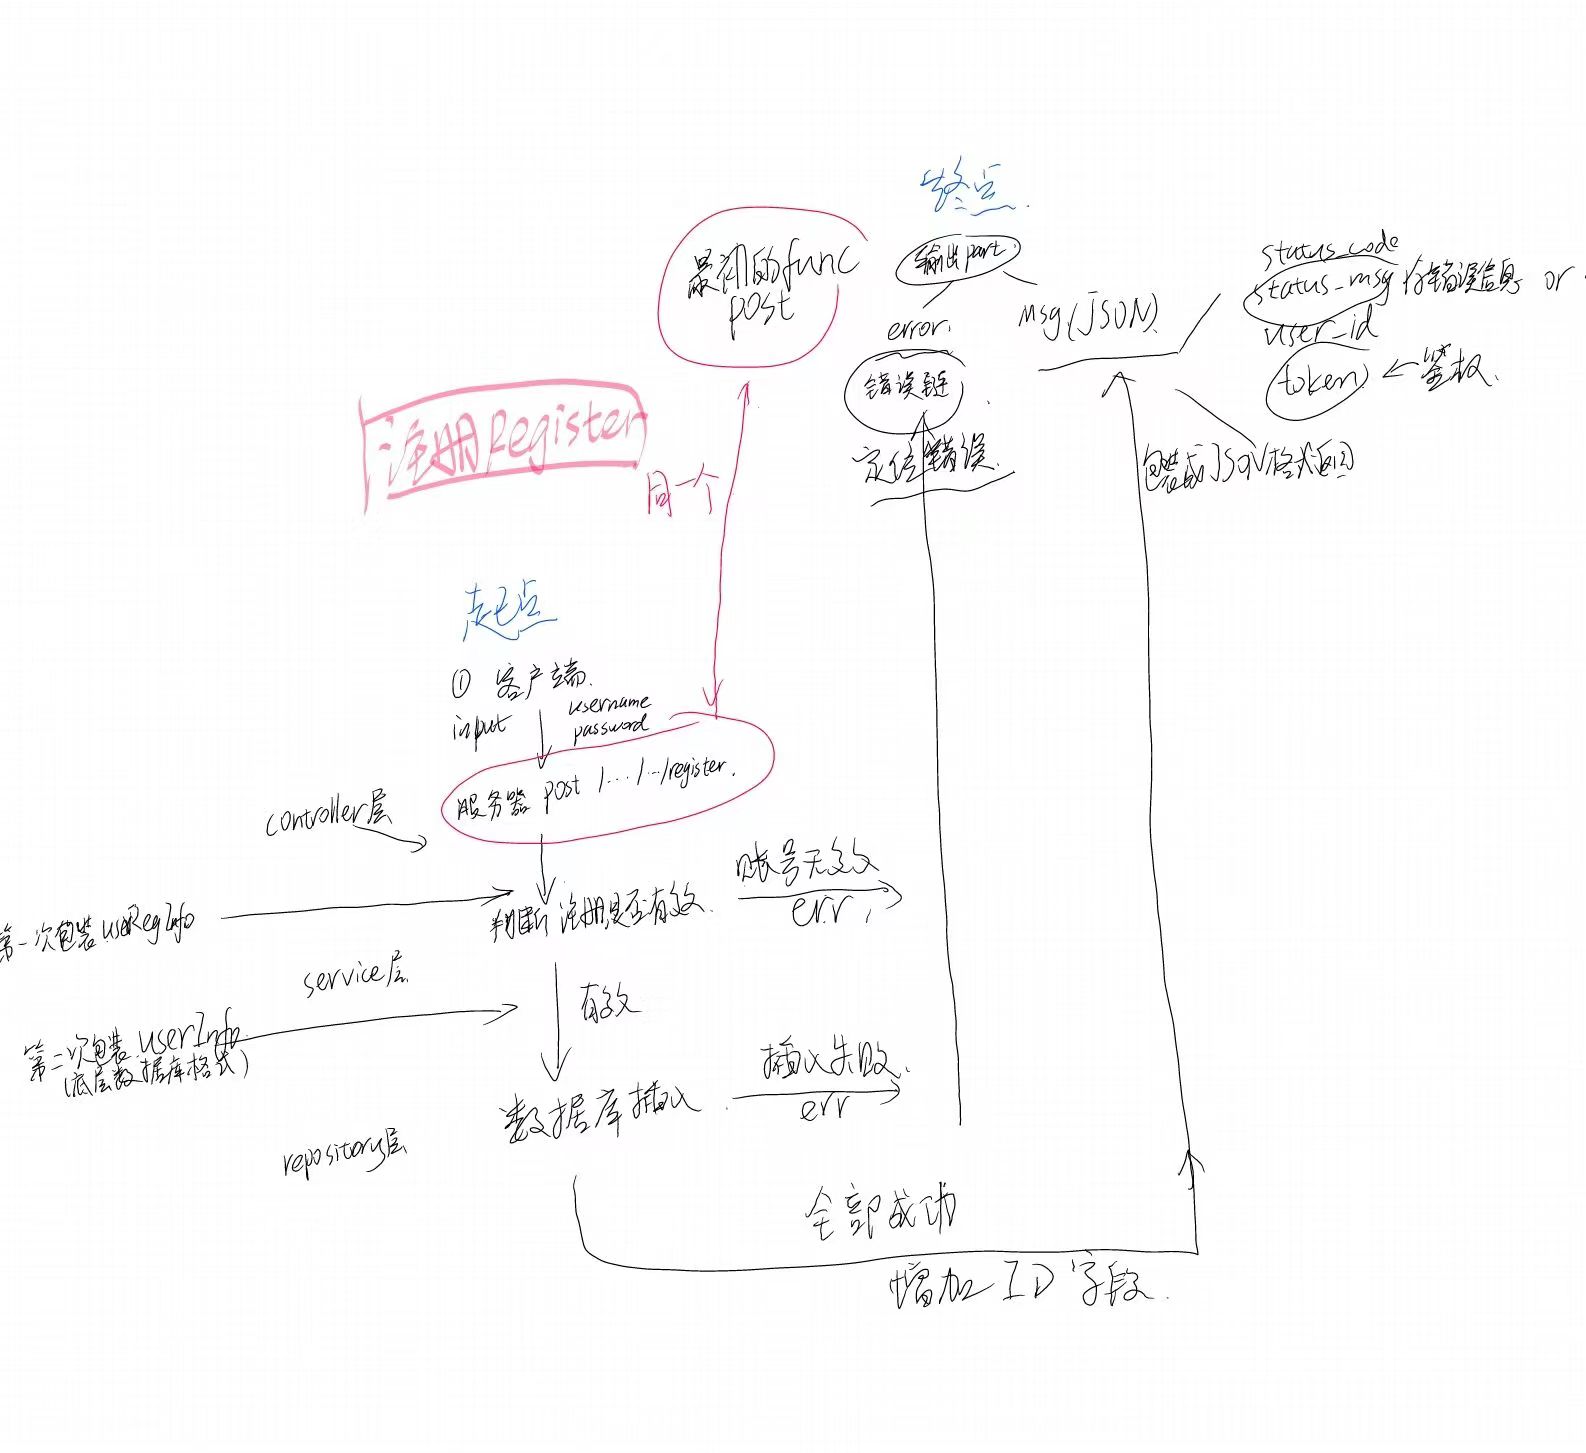 终点.
最初的func
post
输出part.
error.
msg(JSON)
status_code
status_msg 存错误信息 or
user_id
token ← 鉴权.
错误链
定位错误.
包装成JSON格式返回
注册Register
同一个
起点
① 客户端.
input
username
password
服务器 post /.../.../register.
controller层
判断注册是否有效.
账号无效
err.
第一次包装 userRegInfo
service层
有效
第二次包装 userInfo
(底层数据库格式)
数据库插入
插入失败.
err
repository层
全部成功
增加ID字段.